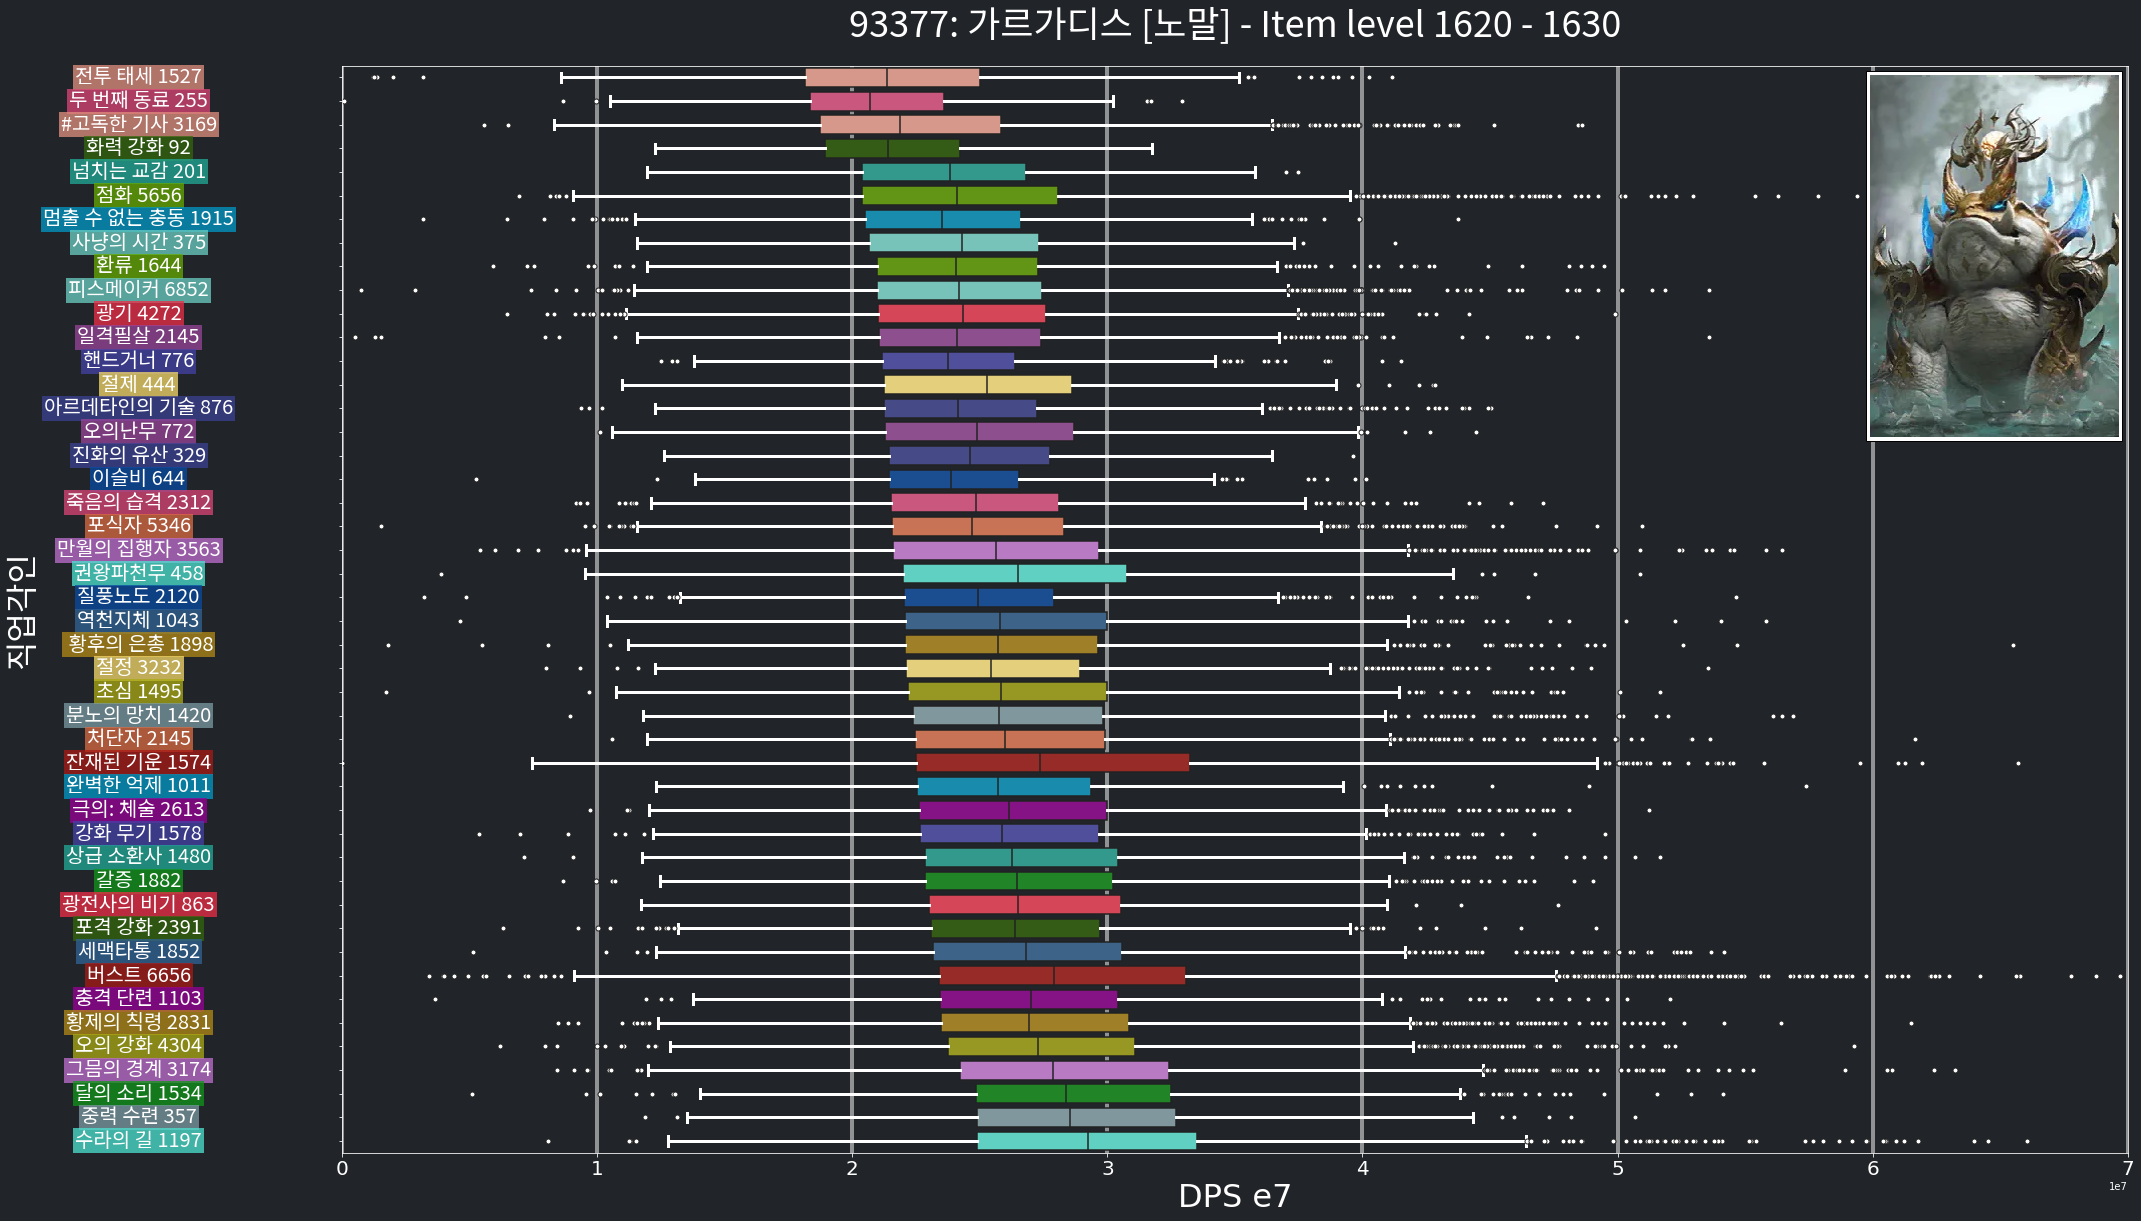 93377: 가르가디스 [노말] - Item level 1620 - 1630
직업각인
전투 태세 1527
두 번째 동료 255
#고독한 기사 3169
화력 강화 92
넘치는 교감 201
점화 5656
멈출 수 없는 충동 1915
사냥의 시간 375
환류 1644
피스메이커 6852
광기 4272
일격필살 2145
핸드거너 776
절제 444
아르데타인의 기술 876
오의난무 772
진화의 유산 329
이슬비 644
죽음의 습격 2312
포식자 5346
만월의 집행자 3563
권왕파천무 458
질풍노도 2120
역천지체 1043
황후의 은총 1898
절정 3232
초심 1495
분노의 망치 1420
처단자 2145
잔재된 기운 1574
완벽한 억제 1011
극의: 체술 2613
강화 무기 1578
상급 소환사 1480
갈증 1882
광전사의 비기 863
포격 강화 2391
세맥타통 1852
버스트 6656
충격 단련 1103
황제의 칙령 2831
오의 강화 4304
그믐의 경계 3174
달의 소리 1534
중력 수련 357
수라의 길 1197
0 1 2 3 4 5 6 7
DPS e7
1e7